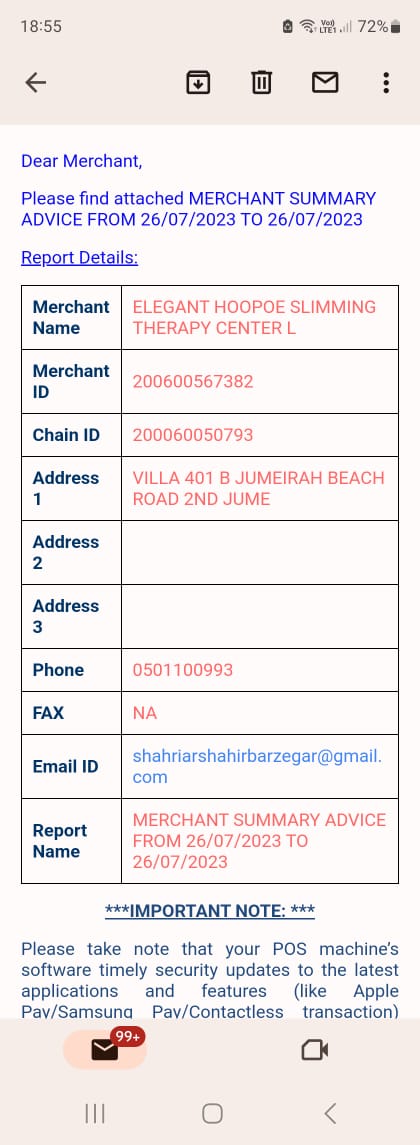 18:55
Vo)) LTE1 72%
Dear Merchant,
Please find attached MERCHANT SUMMARY
ADVICE FROM 26/07/2023 TO 26/07/2023
Report Details:
Merchant Name
ELEGANT HOOPOE SLIMMING
THERAPY CENTER L
Merchant ID
200600567382
Chain ID
200060050793
Address 1
VILLA 401 B JUMEIRAH BEACH
ROAD 2ND JUME
Address 2
Address 3
Phone
0501100993
FAX
NA
Email ID
shahriarshahirbarzegar@gmail.
com
Report Name
MERCHANT SUMMARY ADVICE
FROM 26/07/2023 TO
26/07/2023
***IMPORTANT NOTE: ***
Please take note that your POS machine's
software timely security updates to the latest
applications and features (like Apple
Pay/Samsung Pay/Contactless transaction)
99+